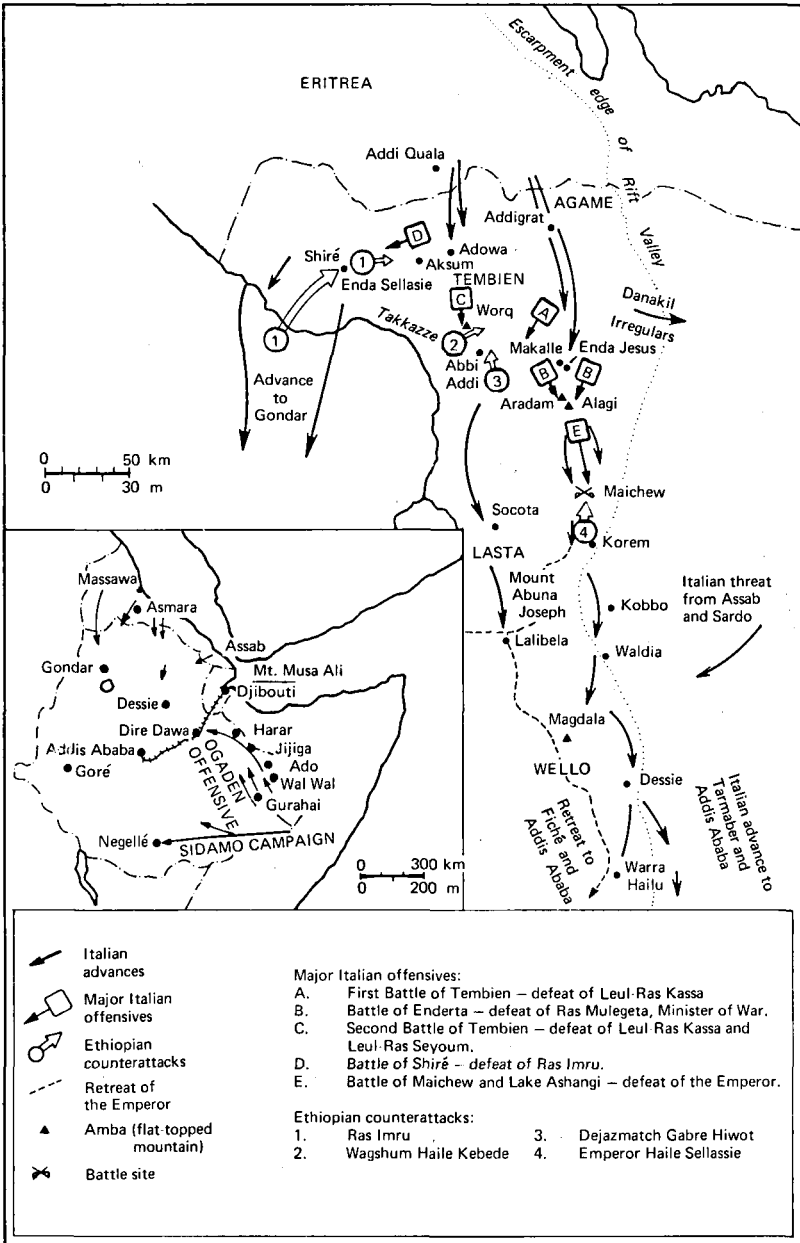 Escarpment edge of Rift Valley
ERITREA
Addi Quala
AGAME
Addigrat
D
Shiré
1
Adowa
Aksum
Enda Sellasie
TEMBIEN
Danakil
Irregulars
C
Worq
A
Takkazze
1
2
Makalle
Enda Jesus
Abbi
Addi
3
B
B
Advance
to
Gondar
Aradam
Alagi
E
0 50 km
0 30 m
Maichew
Socota
4
Korem
LASTA
Mount
Abuna
Joseph
Kobbo
Italian threat
from Assab
and Sardo
Lalibela
Waldia
Magdala
WELLO
Dessie
Retreat to
Fiché and
Addis Ababa
Italian advance to
Tarmaber and
Addis Ababa
Warra
Hailu
Massawa
Asmara
Assab
Gondar
Mt. Musa Ali
Djibouti
Dessie
Dire Dawa
Harar
Addis Ababa
Jijiga
Goré
Ado
Wal Wal
OGADEN
OFFENSIVE
Gurahai
Negellé
SIDAMO CAMPAIGN
0 300 km
0 200 m
Italian
advances
Major Italian
offensives
Ethiopian
counterattacks
Retreat of
the Emperor
Amba (flat-topped
mountain)
Battle site
Major Italian offensives:
A. First Battle of Tembien – defeat of Leul-Ras Kassa
B. Battle of Enderta – defeat of Ras Mulegeta, Minister of War.
C. Second Battle of Tembien – defeat of Leul-Ras Kassa and
Leul-Ras Seyoum.
D. Battle of Shiré – defeat of Ras Imru.
E. Battle of Maichew and Lake Ashangi – defeat of the Emperor.
Ethiopian counterattacks:
1. Ras Imru 3. Dejazmatch Gabre Hiwot
2. Wagshum Haile Kebede 4. Emperor Haile Sellassie